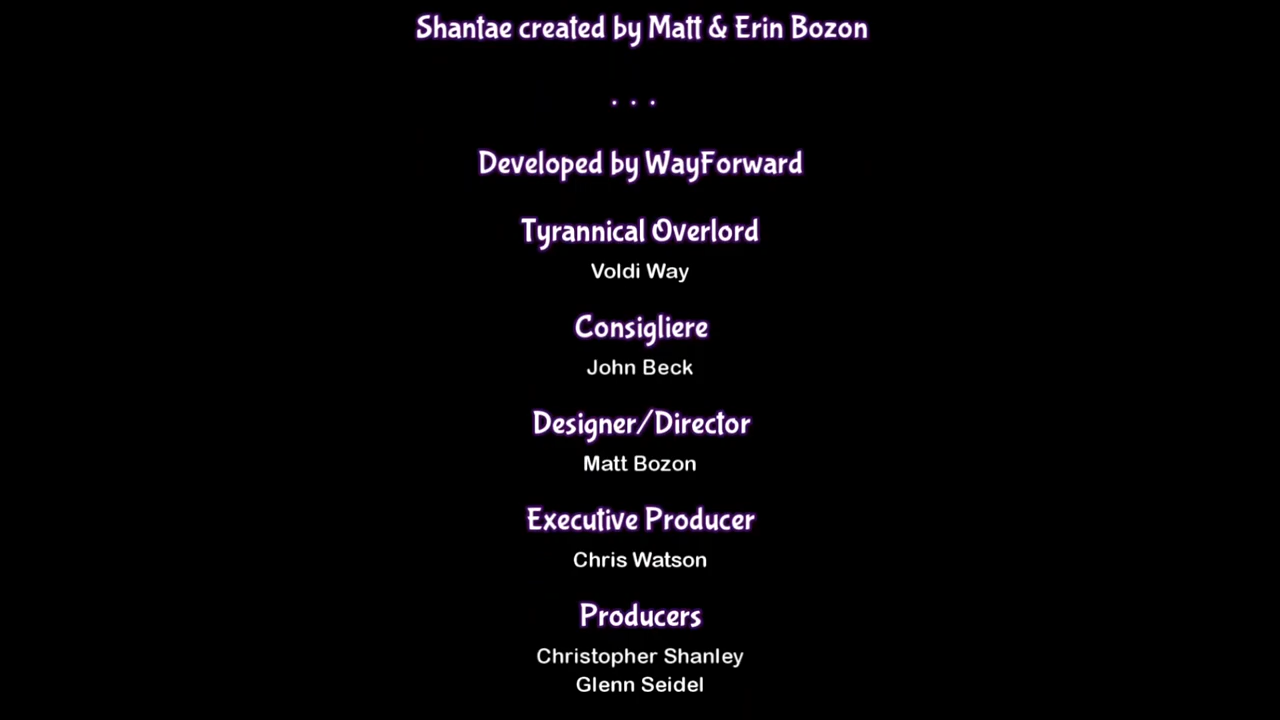 Shantae created by Matt & Erin Bozon
. . .
Developed by WayForward
Tyrannical Overlord
Voldi Way
Consigliere
John Beck
Designer/Director
Matt Bozon
Executive Producer
Chris Watson
Producers
Christopher Shanley
Glenn Seidel